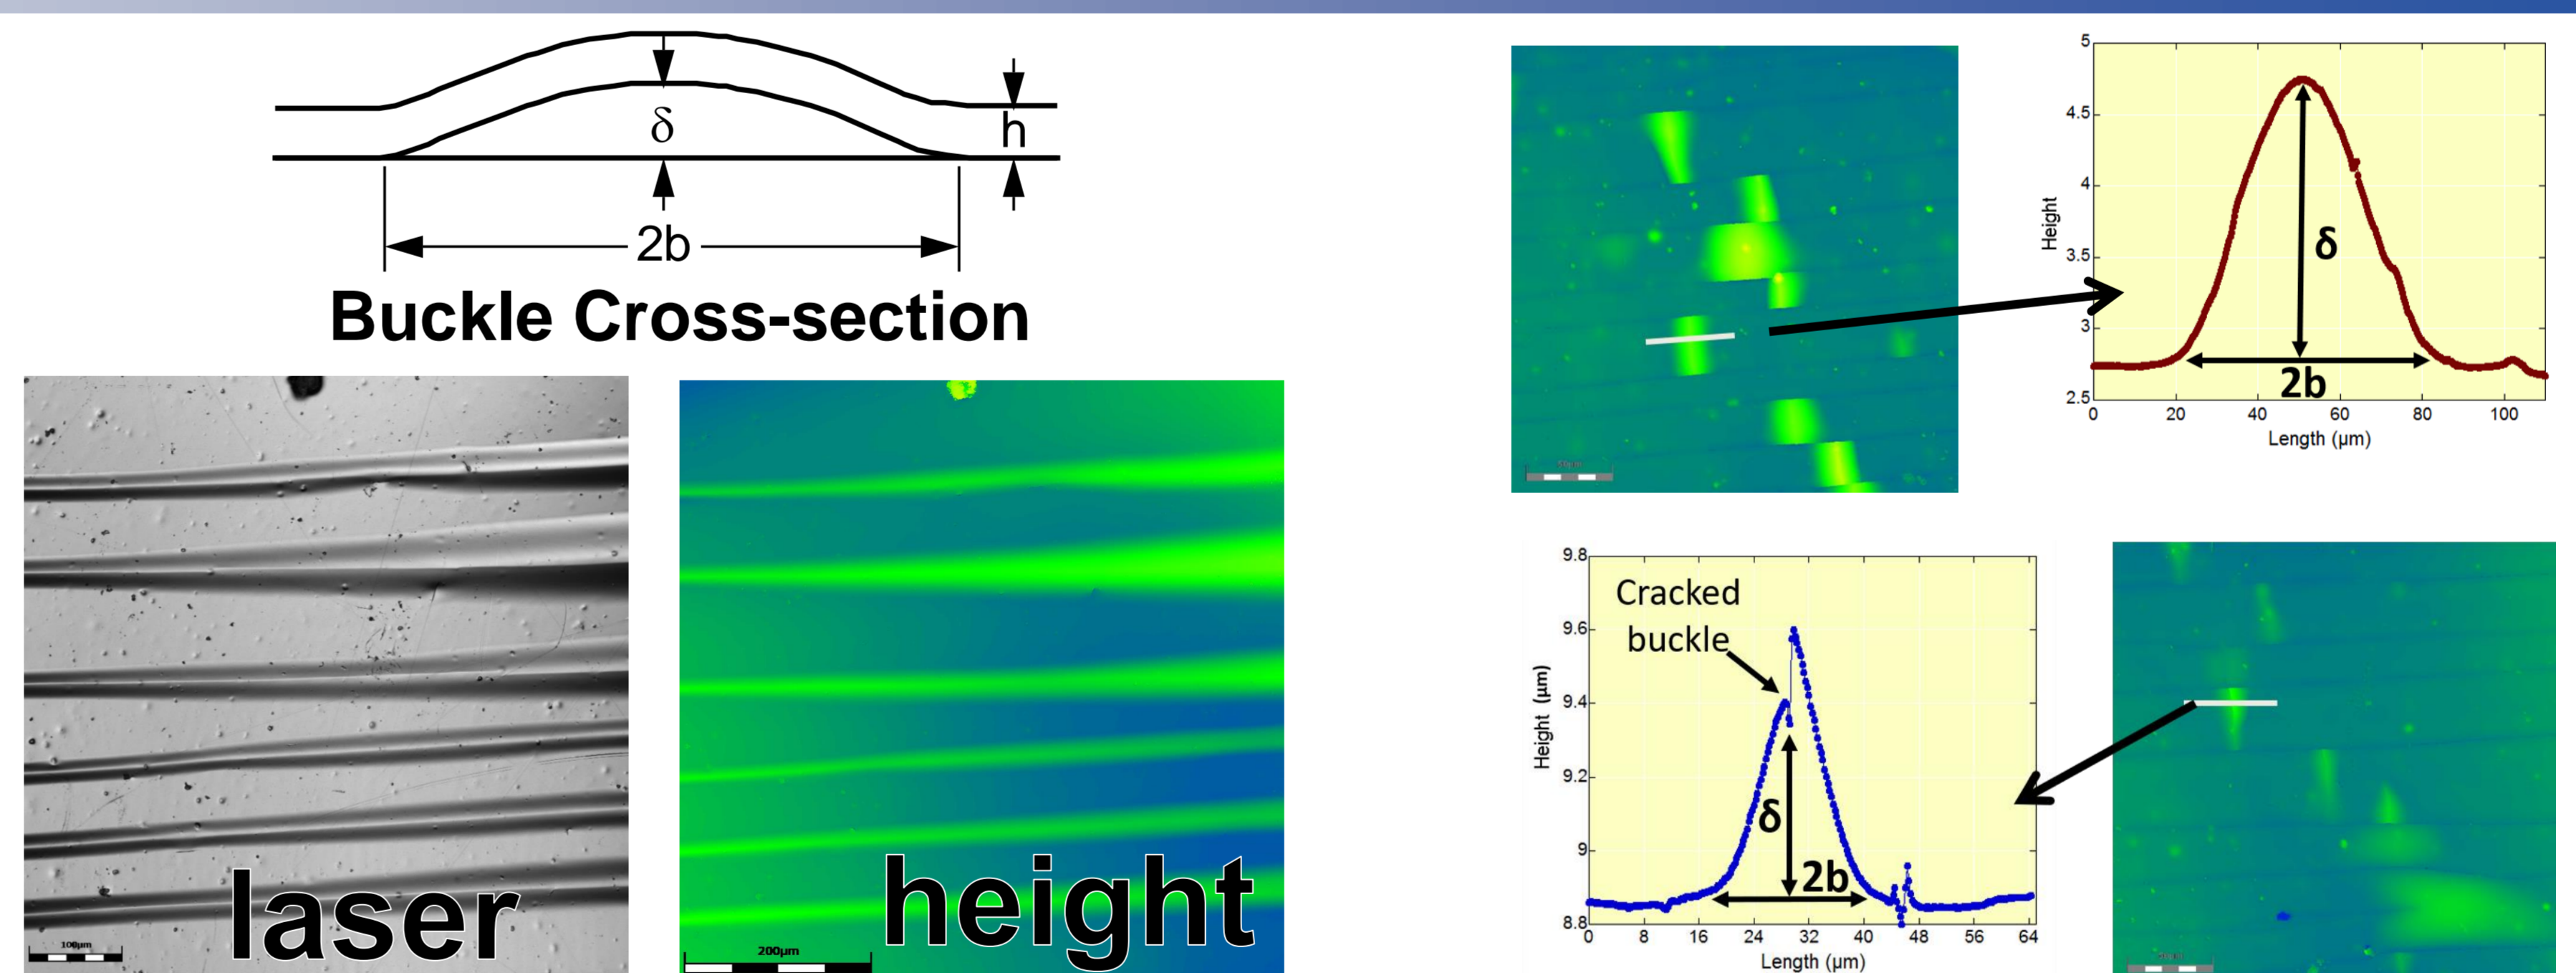 δ
h
2b
Buckle Cross-section
100µm
laser
200µm
height
5
4.5
4
3.5
3
2.5
Height
δ
2b
0 20 40 60 80 100
Length (µm)
9.8
9.6
9.4
9.2
9
8.8
Height (µm)
Cracked
buckle
δ
2b
0 8 16 24 32 40 48 56 64
Length (µm)